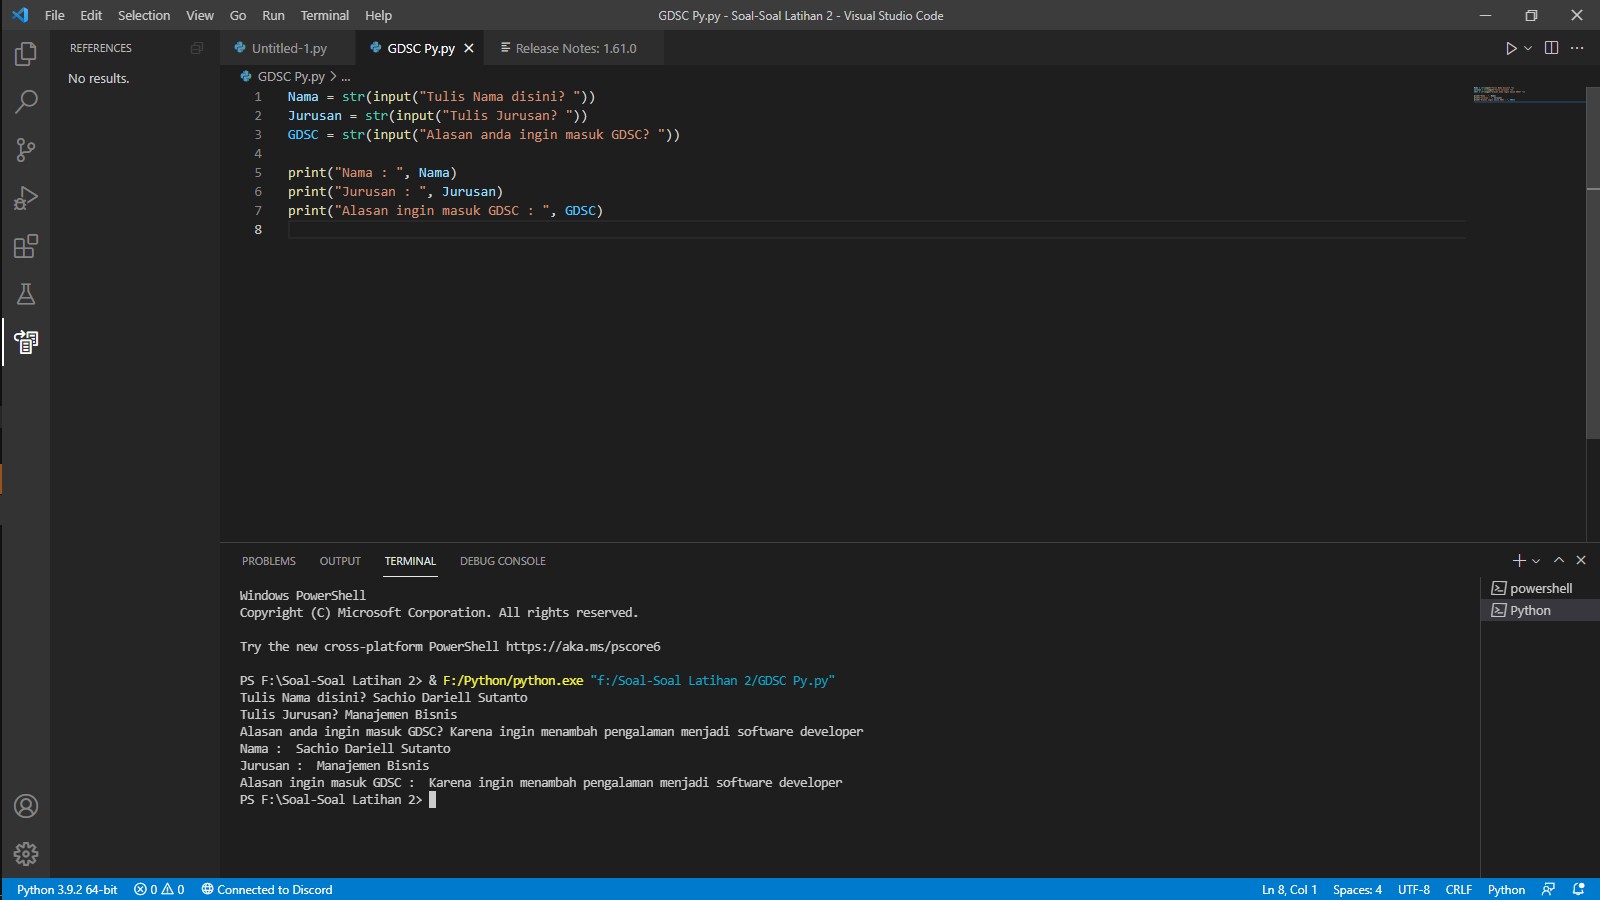 File Edit Selection View Go Run Terminal Help
GDSC Py.py - Soal-Soal Latihan 2 - Visual Studio Code
REFERENCES
No results.
Untitled-1.py
GDSC Py.py
Release Notes: 1.61.0
GDSC Py.py > ...
1 Nama = str(input("Tulis Nama disini? "))
2 Jurusan = str(input("Tulis Jurusan? "))
3 GDSC = str(input("Alasan anda ingin masuk GDSC? "))
4
5 print("Nama : ", Nama)
6 print("Jurusan : ", Jurusan)
7 print("Alasan ingin masuk GDSC : ", GDSC)
8
PROBLEMS OUTPUT TERMINAL DEBUG CONSOLE
powershell
Python
Windows PowerShell
Copyright (C) Microsoft Corporation. All rights reserved.
Try the new cross-platform PowerShell https://aka.ms/pscore6
PS F:\Soal-Soal Latihan 2> & F:/Python/python.exe "f:/Soal-Soal Latihan 2/GDSC Py.py"
Tulis Nama disini? Sachio Dariell Sutanto
Tulis Jurusan? Manajemen Bisnis
Alasan anda ingin masuk GDSC? Karena ingin menambah pengalaman menjadi software developer
Nama :  Sachio Dariell Sutanto
Jurusan :  Manajemen Bisnis
Alasan ingin masuk GDSC :  Karena ingin menambah pengalaman menjadi software developer
PS F:\Soal-Soal Latihan 2>
Python 3.9.2 64-bit 0 0 Connected to Discord Ln 8, Col 1 Spaces: 4 UTF-8 CRLF Python